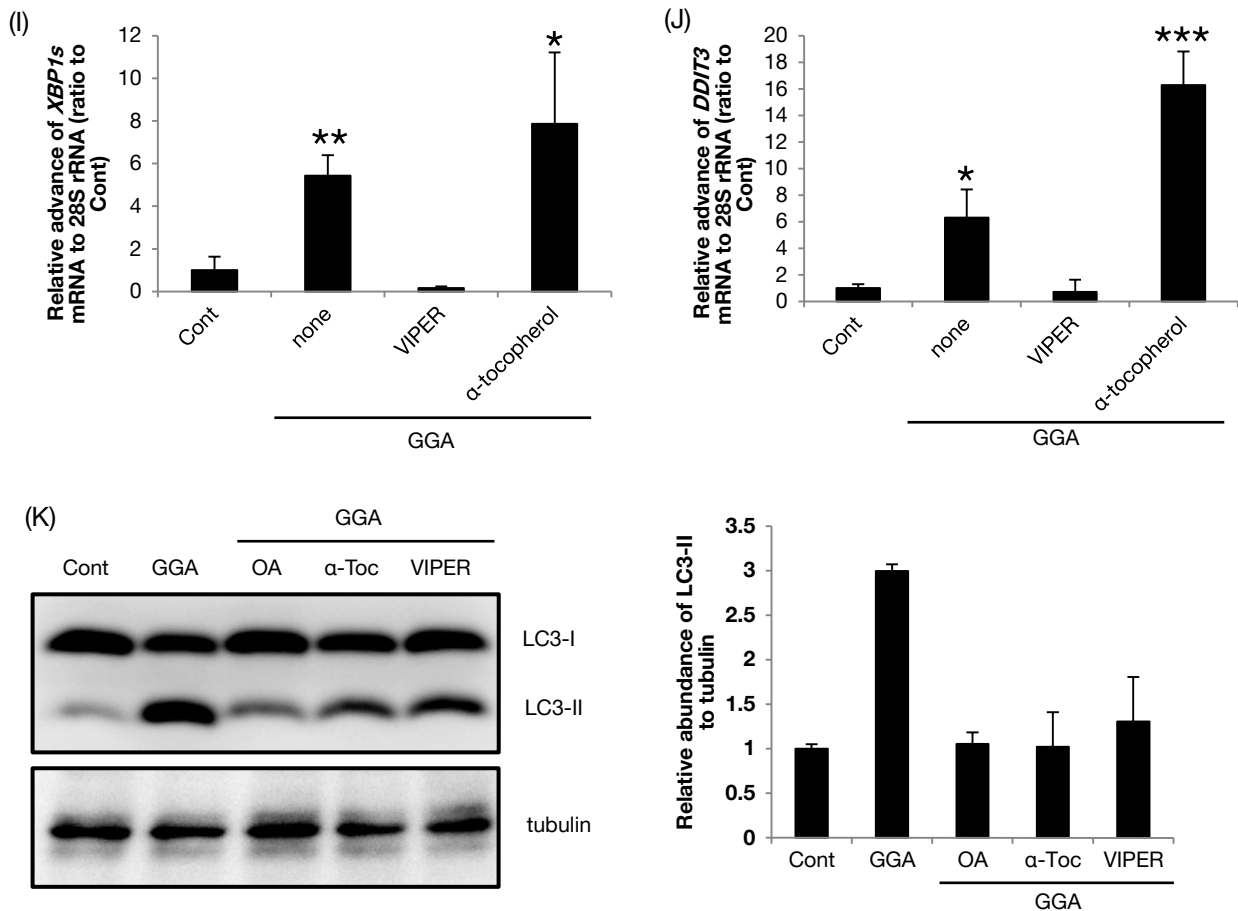 (I)
Relative advance of XBP1s
mRNA to 28S rRNA (ratio to
Cont)
12
10
8
6
4
2
0
**
*
Cont
none
VIPER
α-tocopherol
GGA
(J)
Relative advance of DDIT3
mRNA to 28S rRNA (ratio to
Cont)
20
18
16
14
12
10
8
6
4
2
0
*
***
Cont
none
VIPER
α-tocopherol
GGA
(K)
GGA
Cont GGA OA α-Toc VIPER
LC3-I
LC3-II
tubulin
Relative abundance of LC3-II
to tubulin
3.5
3
2.5
2
1.5
1
0.5
0
Cont GGA OA α-Toc VIPER
GGA